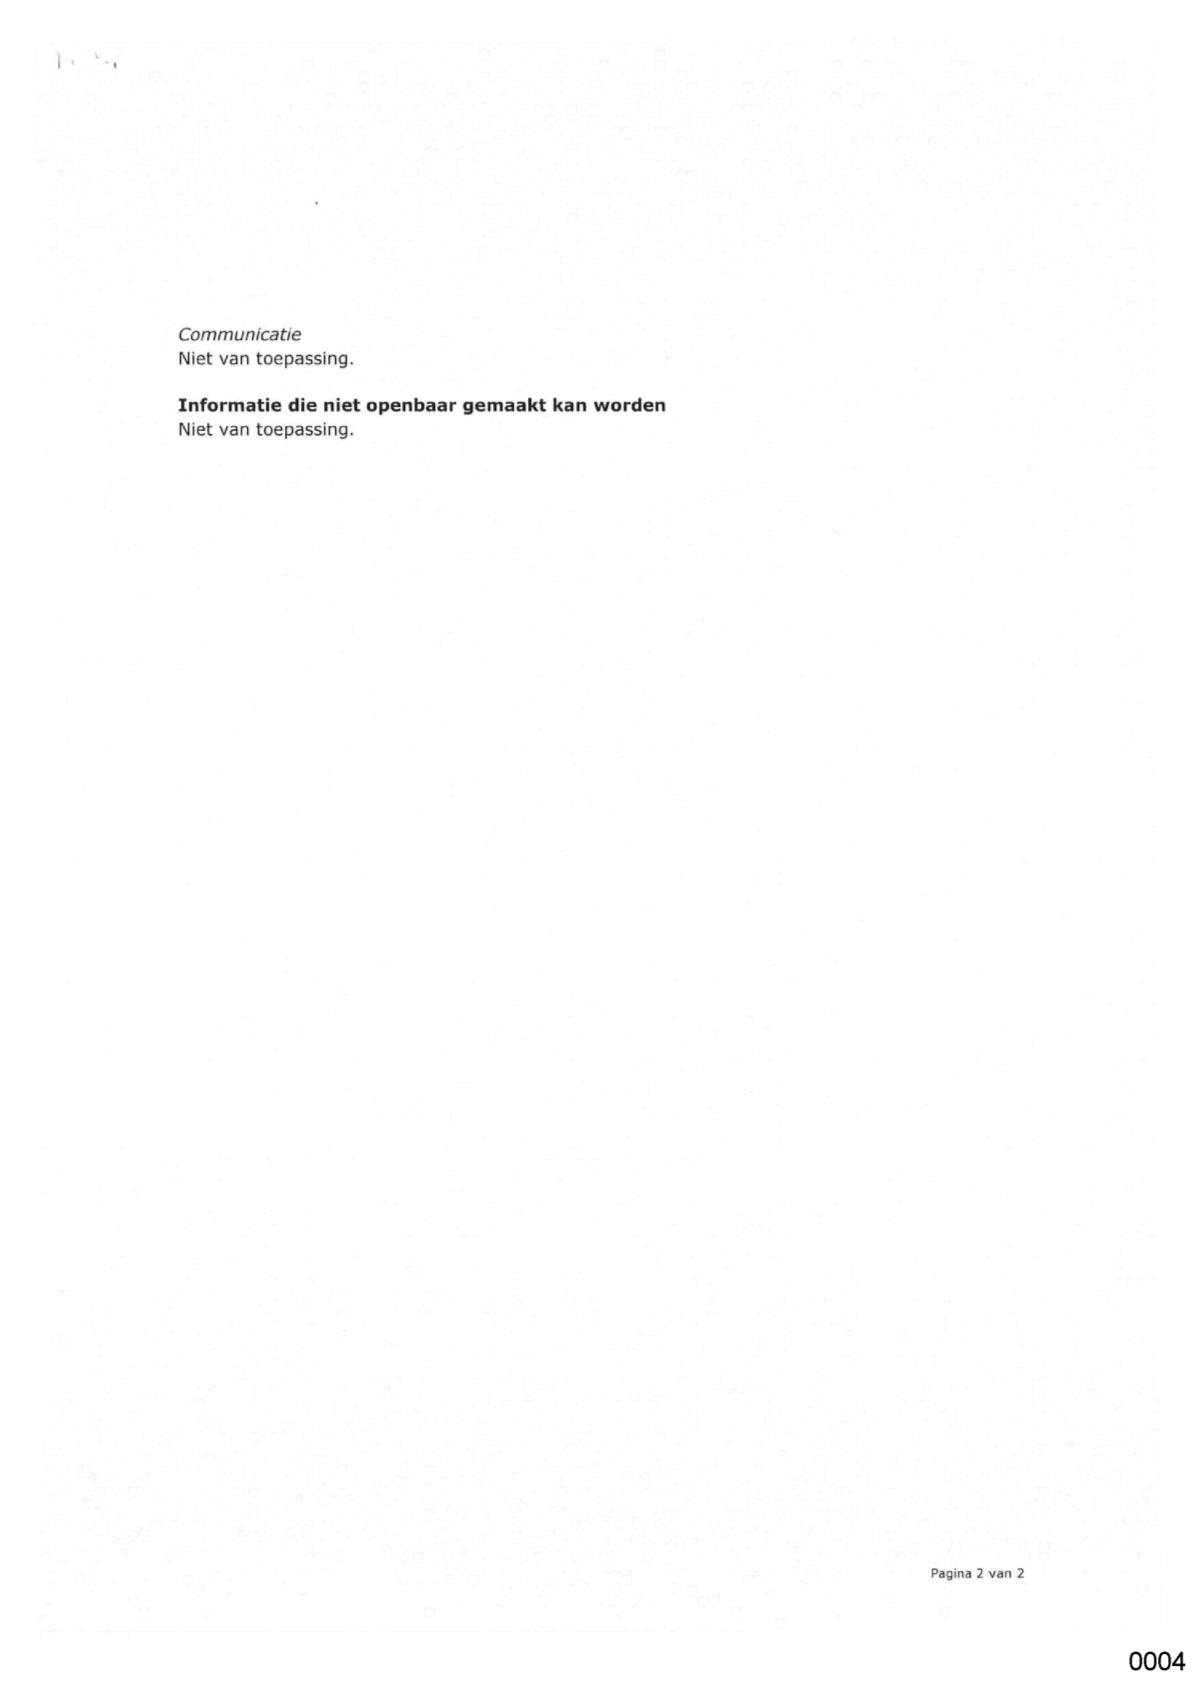 Communicatie
Niet van toepassing.
Informatie die niet openbaar gemaakt kan worden
Niet van toepassing.
Pagina 2 van 2
0004